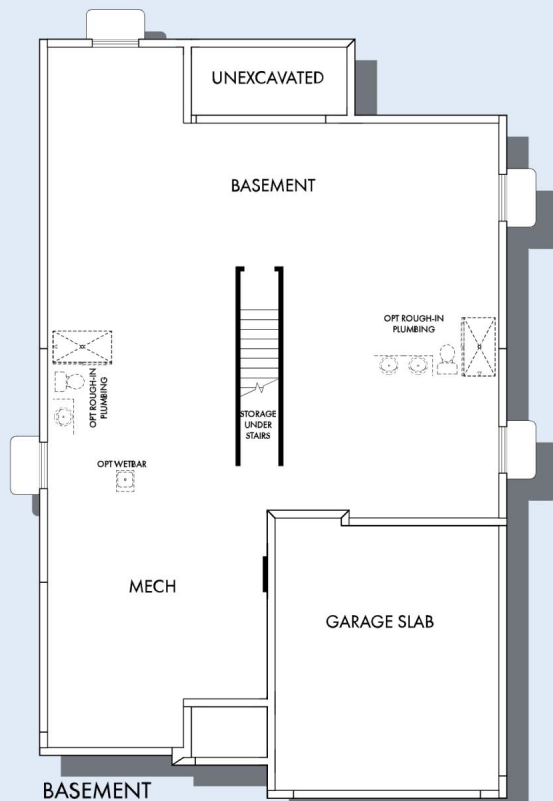 UNEXCAVATED
BASEMENT
OPT ROUGH-IN
PLUMBING
OPT ROUGH-IN
PLUMBING
STORAGE
UNDER
STAIRS
OPT WETBAR
MECH
GARAGE SLAB
BASEMENT